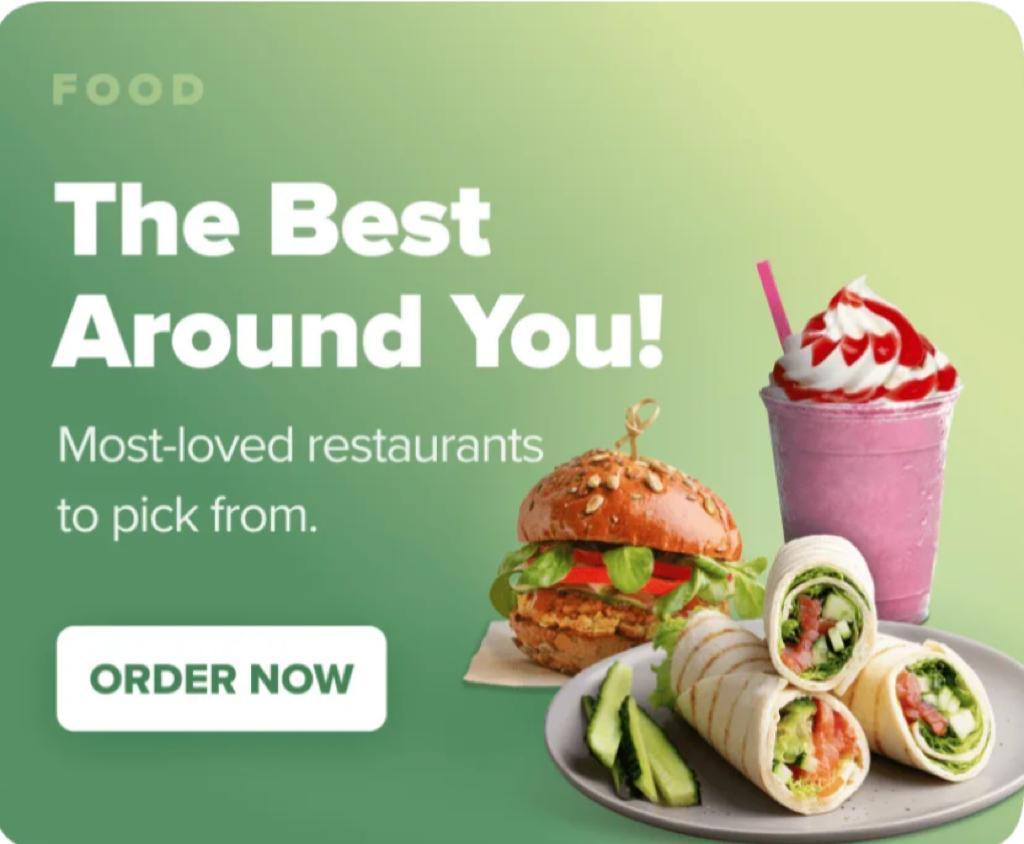 FOOD
The Best
Around You!
Most-loved restaurants
to pick from.
ORDER NOW